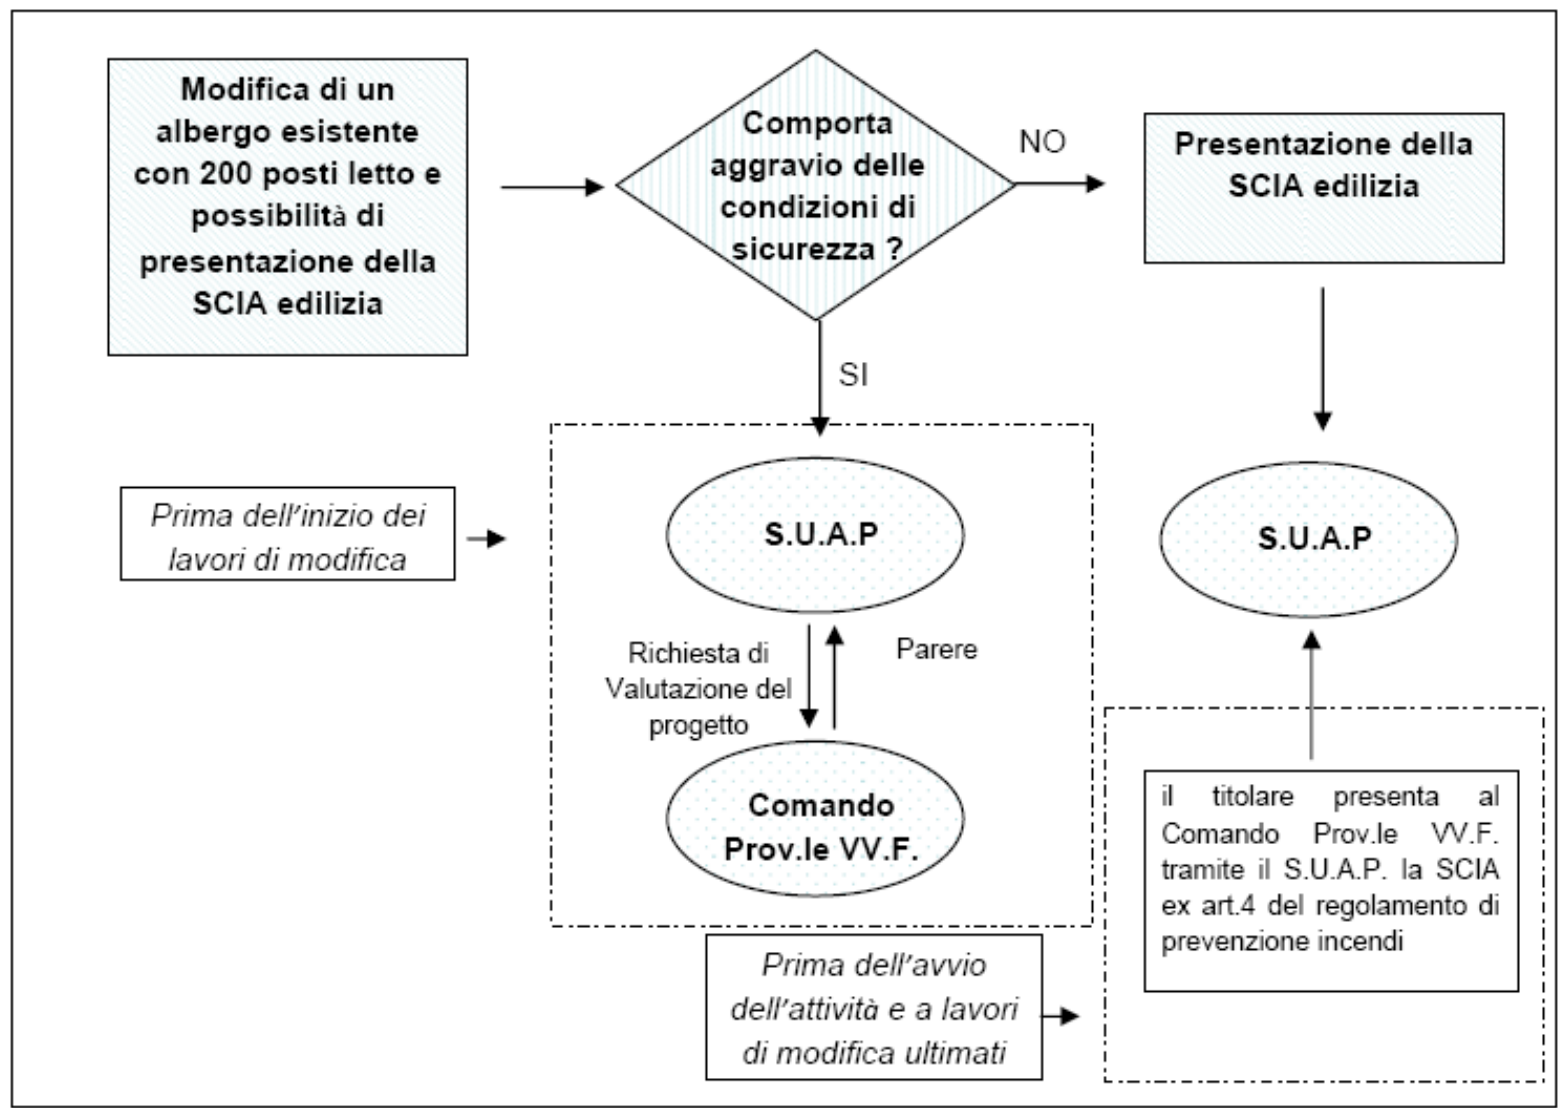 Modifica di un
albergo esistente
con 200 posti letto e
possibilità di
presentazione della
SCIA edilizia
Comporta
aggravio delle
condizioni di
sicurezza ?
NO
Presentazione della
SCIA edilizia
SI
Prima dell'inizio dei
lavori di modifica
S.U.A.P
S.U.A.P
Richiesta di
Valutazione del
progetto
Parere
Comando
Prov.le VV.F.
il titolare presenta al
Comando Prov.le VV.F.
tramite il S.U.A.P. la SCIA
ex art.4 del regolamento di
prevenzione incendi
Prima dell'avvio
dell'attività e a lavori
di modifica ultimati